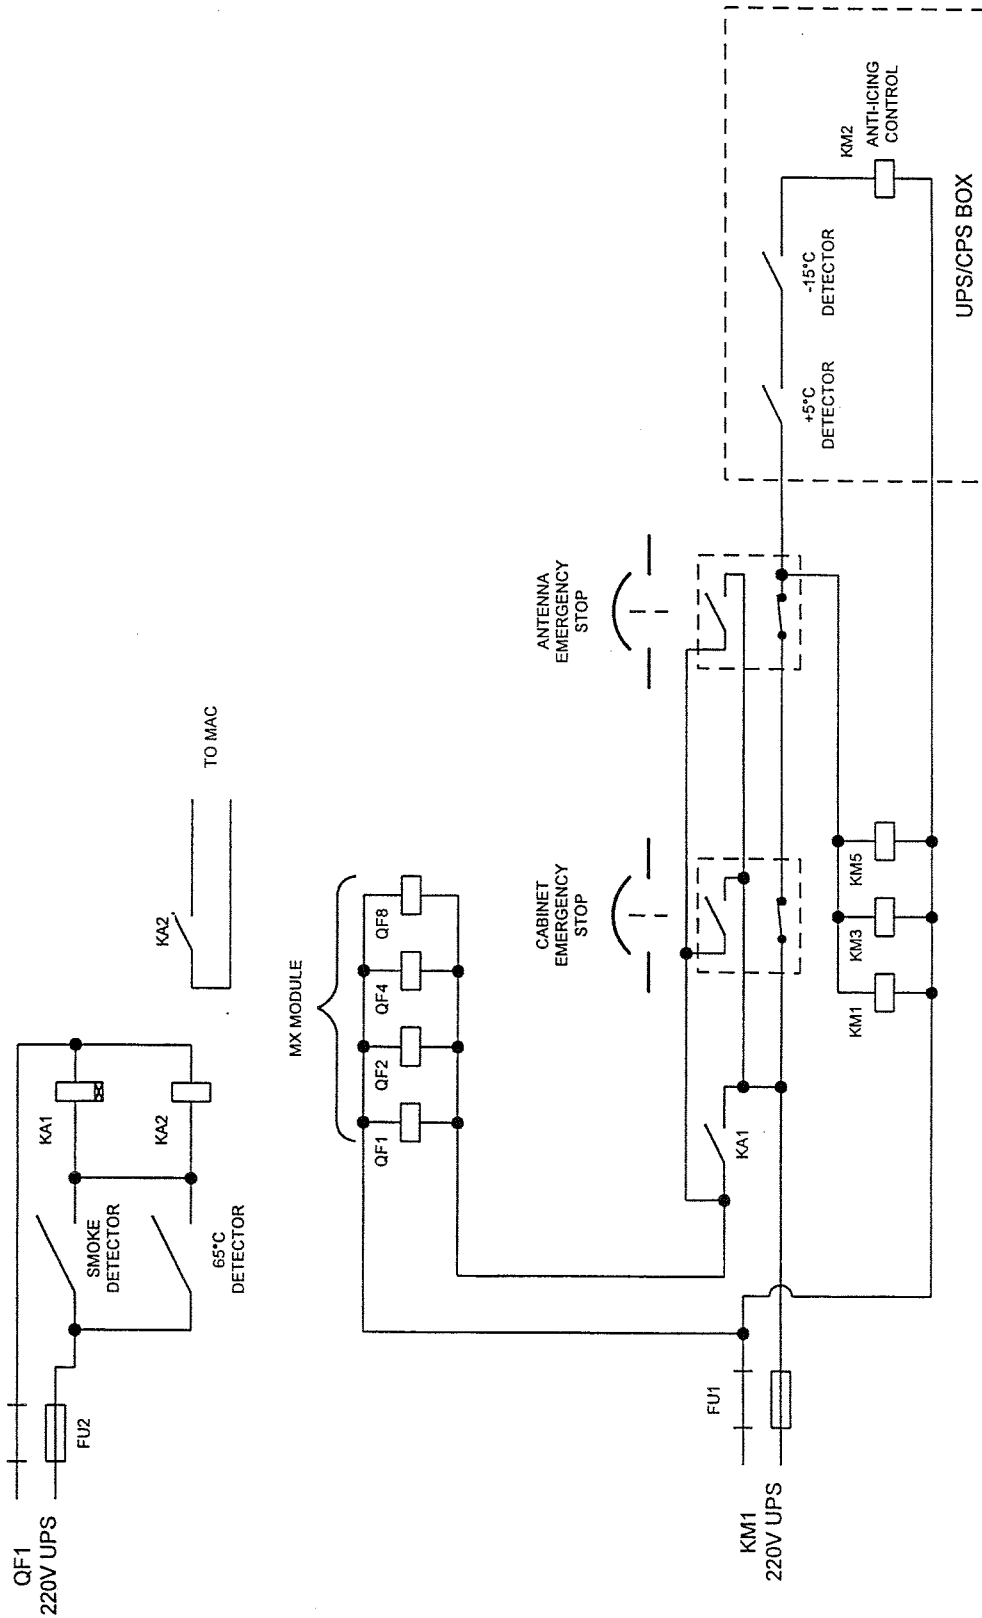 QF1
220V UPS
FU2
SMOKE
DETECTOR
65°C
DETECTOR
KA1
KA2
KA2
TO MAC
MX MODULE
QF1
QF2
QF4
QF8
CABINET
EMERGENCY
STOP
ANTENNA
EMERGENCY
STOP
KM1
220V UPS
FU1
KA1
KM1
KM3
KM5
+5°C
DETECTOR
-15°C
DETECTOR
KM2
ANTI-ICING
CONTROL
UPS/CPS BOX